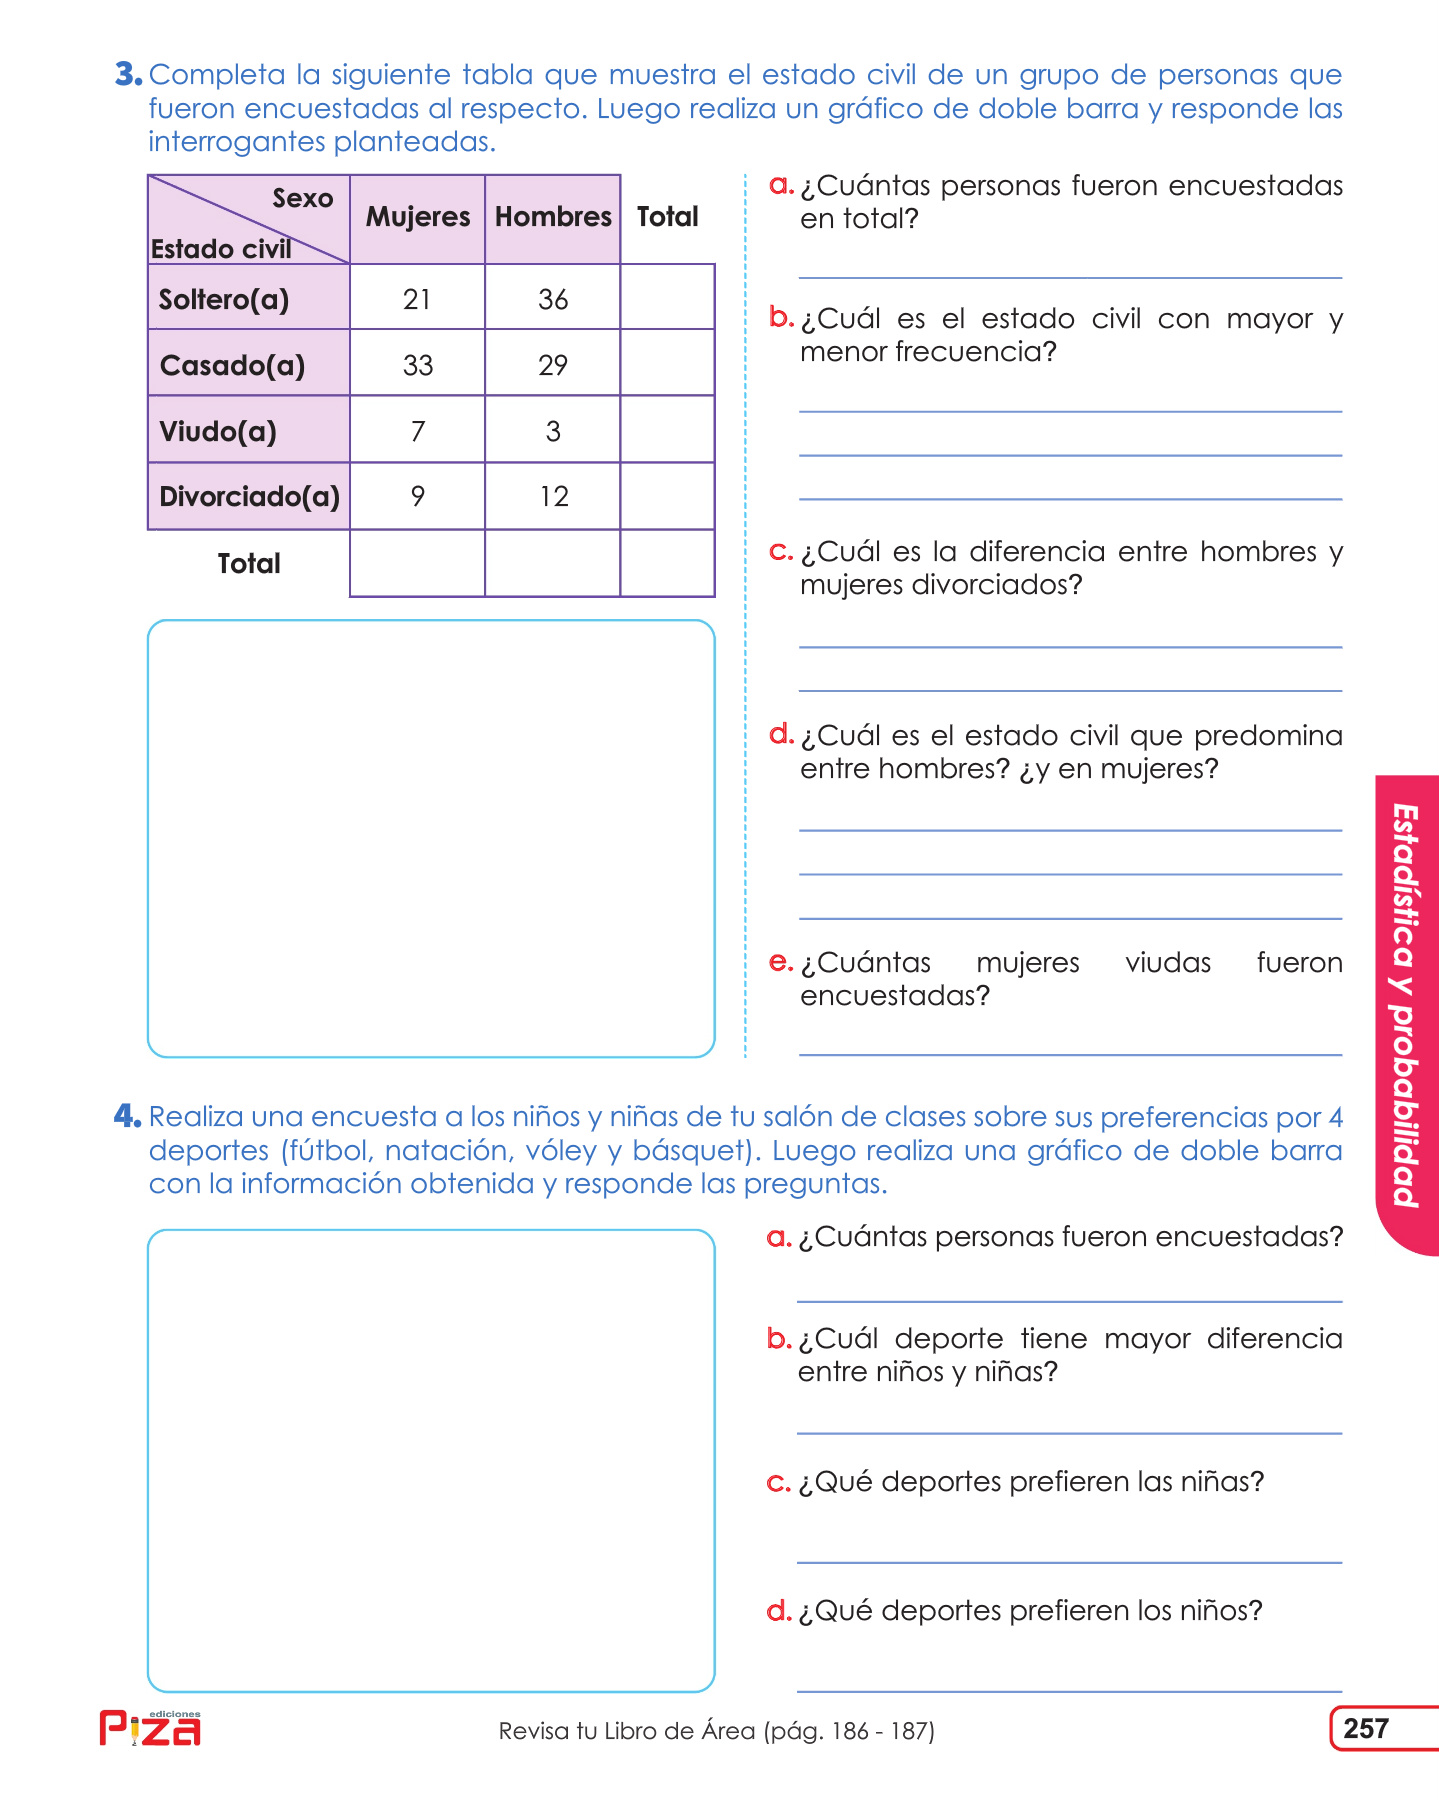 3. Completa la siguiente tabla que muestra el estado civil de un grupo de personas que
fueron encuestadas al respecto. Luego realiza un gráfico de doble barra y responde las
interrogantes planteadas.
Sexo
Estado civil
Mujeres Hombres Total
Soltero(a) 21 36
Casado(a) 33 29
Viudo(a) 7 3
Divorciado(a) 9 12
Total
a. ¿Cuántas personas fueron encuestadas
en total?
b. ¿Cuál es el estado civil con mayor y
menor frecuencia?
c. ¿Cuál es la diferencia entre hombres y
mujeres divorciados?
d. ¿Cuál es el estado civil que predomina
entre hombres? ¿y en mujeres?
e. ¿Cuántas mujeres viudas fueron
encuestadas?
Estadística y probabilidad
4. Realiza una encuesta a los niños y niñas de tu salón de clases sobre sus preferencias por 4
deportes (fútbol, natación, vóley y básquet). Luego realiza una gráfico de doble barra
con la información obtenida y responde las preguntas.
a. ¿Cuántas personas fueron encuestadas?
b. ¿Cuál deporte tiene mayor diferencia
entre niños y niñas?
c. ¿Qué deportes prefieren las niñas?
d. ¿Qué deportes prefieren los niños?
ediciones
Piza
Revisa tu Libro de Área (pág. 186 - 187)
257